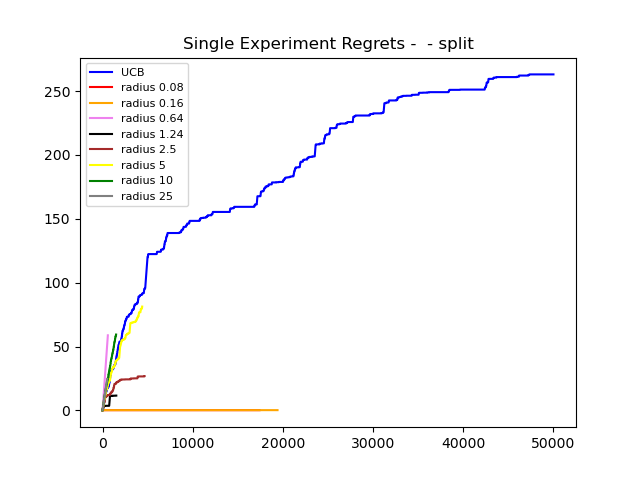 Single Experiment Regrets -  - split
UCB
radius 0.08
radius 0.16
radius 0.64
radius 1.24
radius 2.5
radius 5
radius 10
radius 25
250
200
150
100
50
0
0 10000 20000 30000 40000 50000